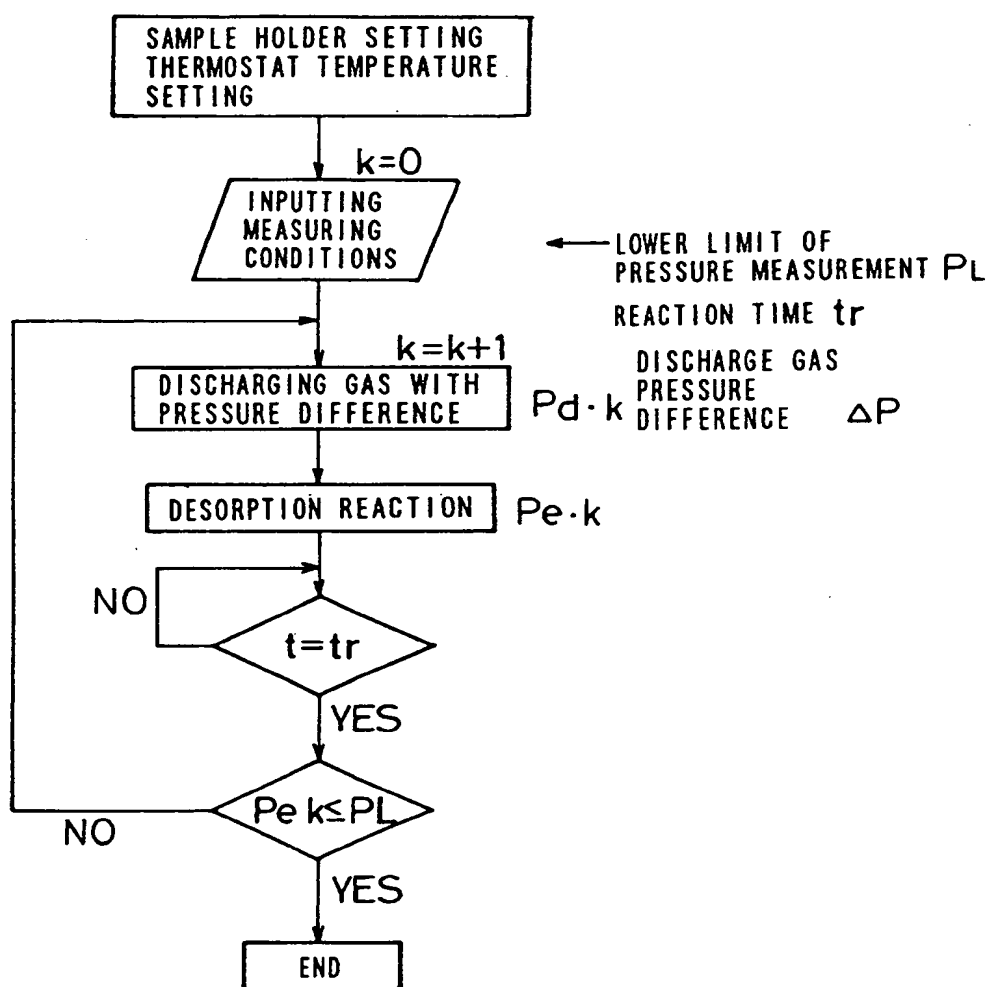 SAMPLE HOLDER SETTING
THERMOSTAT TEMPERATURE
SETTING
k=0
INPUTTING
MEASURING
CONDITIONS
LOWER LIMIT OF
PRESSURE MEASUREMENT PL
REACTION TIME tr
DISCHARGE GAS
PRESSURE
DIFFERENCE △P
k=k+1
DISCHARGING GAS WITH
PRESSURE DIFFERENCE
Pd·k
DESORPTION REACTION
Pe·k
NO
t=tr
YES
Pe k≤PL
NO
YES
END